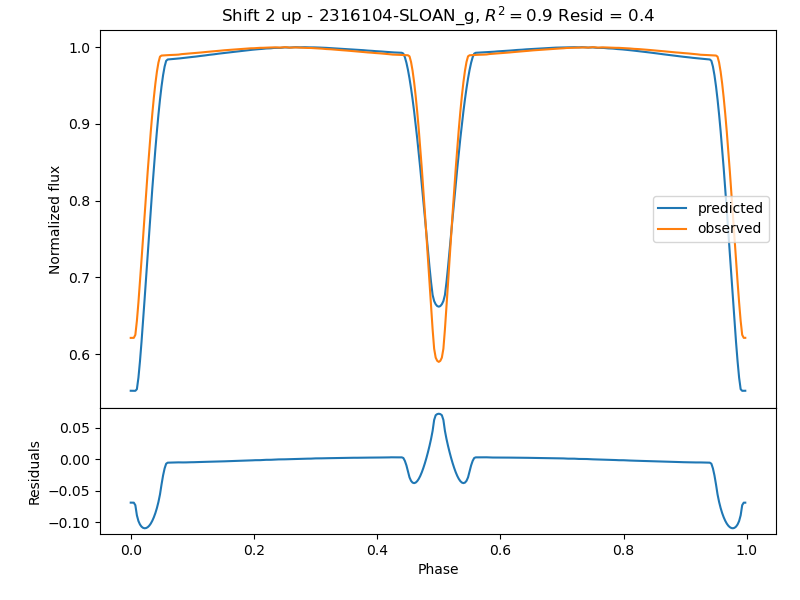 Shift 2 up - 2316104-SLOAN_g, R² = 0.9 Resid = 0.4
1.0
0.9
0.8
0.7
0.6
Normalized flux
predicted
observed
0.05
0.00
−0.05
−0.10
Residuals
0.0 0.2 0.4 0.6 0.8 1.0
Phase